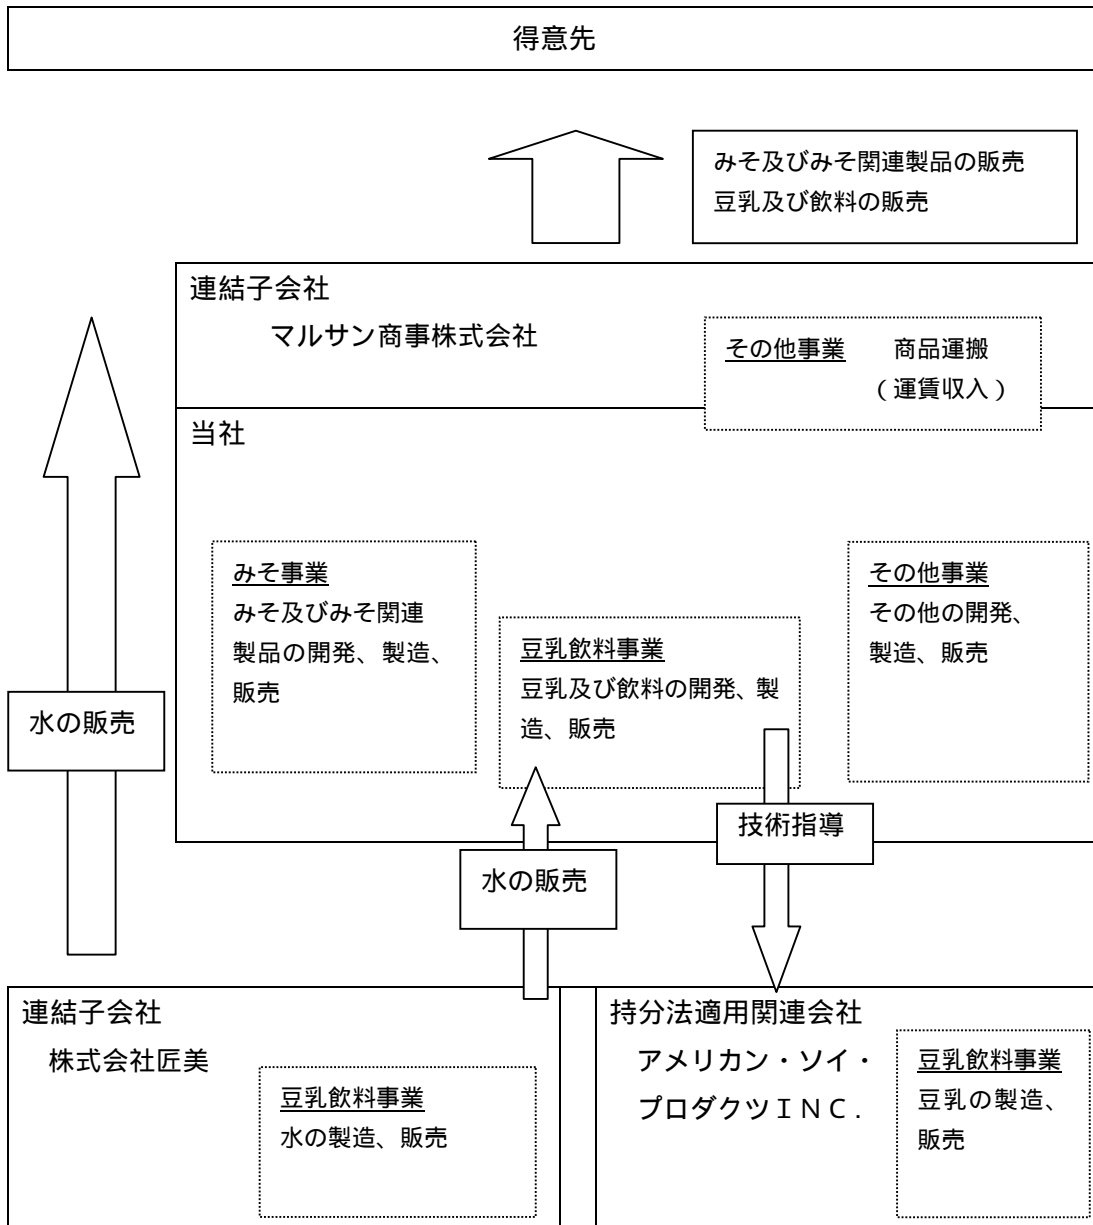 得意先
みそ及びみそ関連製品の販売
豆乳及び飲料の販売
連結子会社
マルサン商事株式会社
その他事業　　商品運搬
（運賃収入）
当社
みそ事業
みそ及びみそ関連
製品の開発、製造、
販売
豆乳飲料事業
豆乳及び飲料の開発、製
造、販売
その他事業
その他の開発、
製造、販売
水の販売
技術指導
水の販売
連結子会社
株式会社匠美
豆乳飲料事業
水の製造、販売
持分法適用関連会社
アメリカン・ソイ・
プロダクツＩＮＣ．
豆乳飲料事業
豆乳の製造、
販売